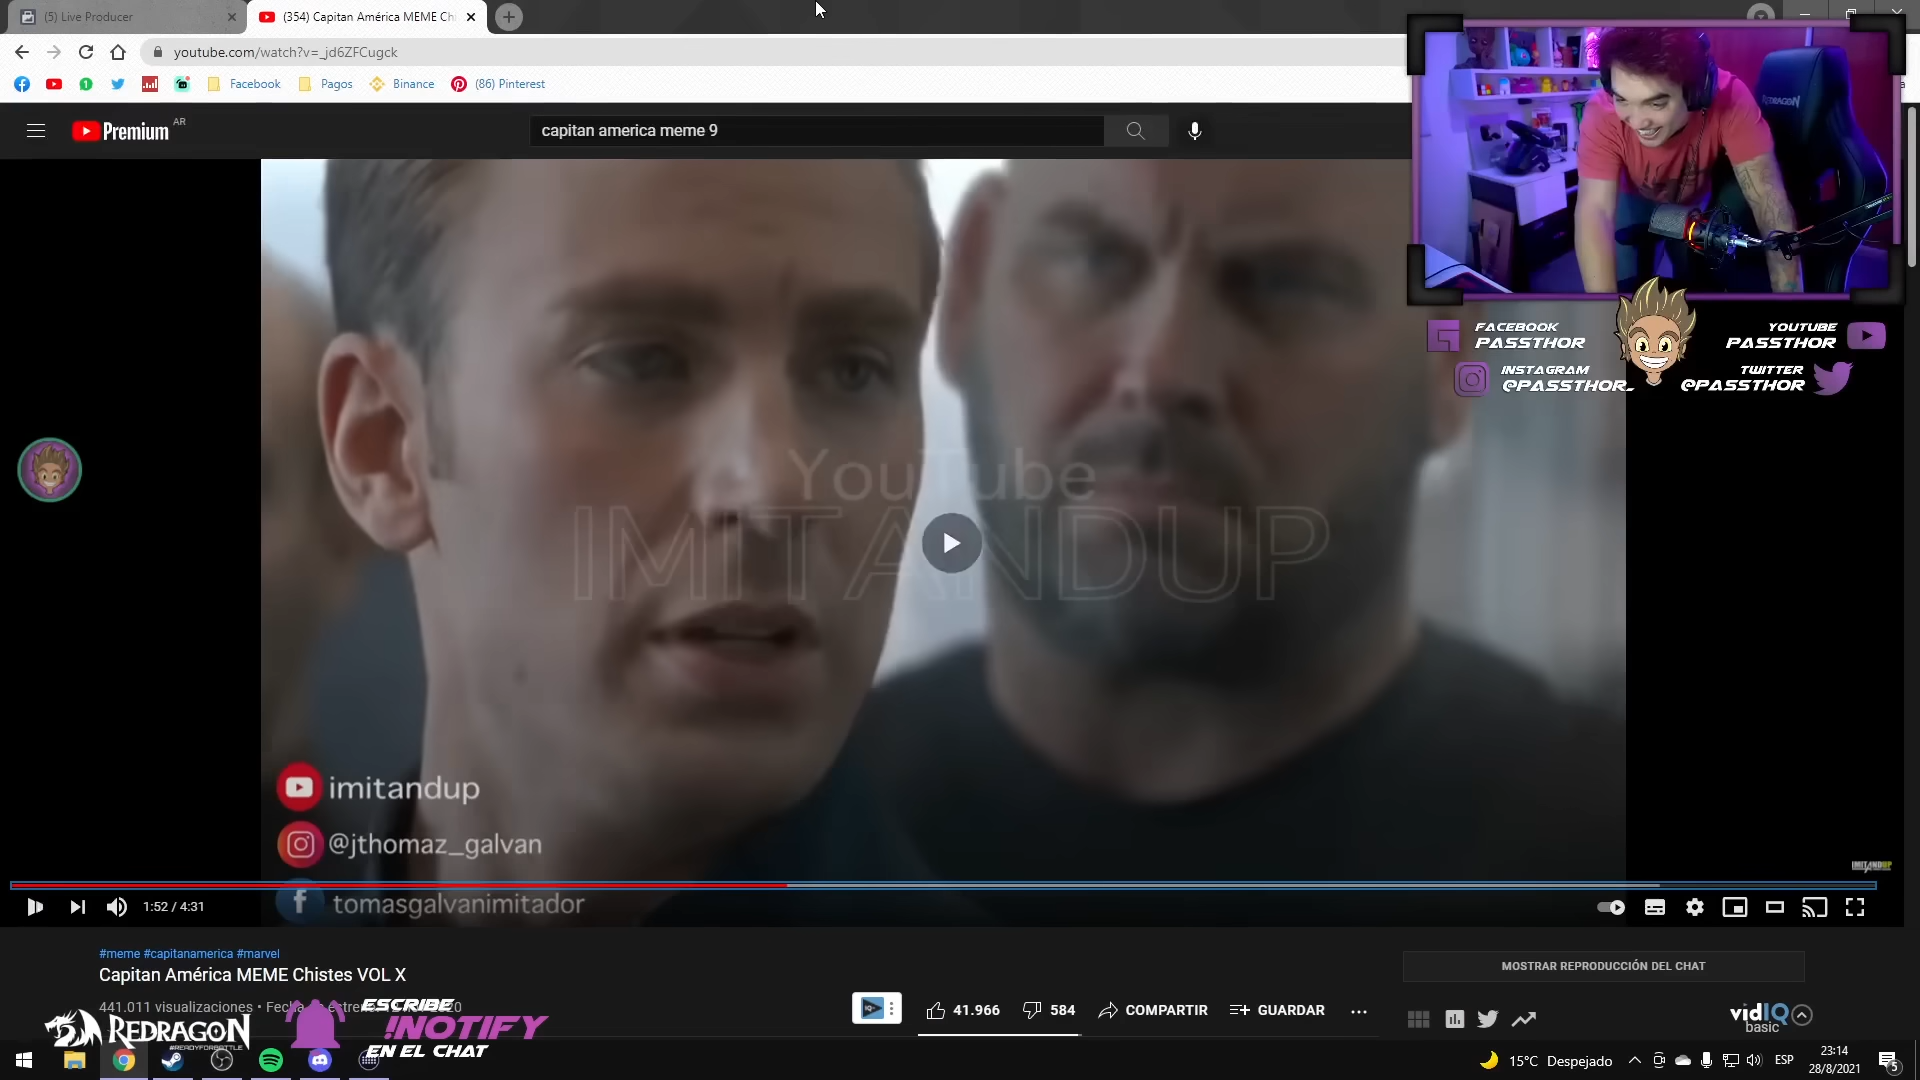 (5) Live Producer
(354) Capitan América MEME Ch
youtube.com/watch?v=_jd6ZFCugck
Facebook
Pagos
Binance
(86) Pinterest
Premium AR
capitan america meme 9
REDRAGON
FACEBOOK
PASSTHOR
YOUTUBE
PASSTHOR
INSTAGRAM
@PASSTHOR_
TWITTER
@PASSTHOR
YouTube
IMITANDUP
imitandup
@jthomaz_galvan
tomasgalvanimitador
IMITANDUP
1:52 / 4:31
#meme #capitanamerica #marvel
Capitan América MEME Chistes VOL X
441.011 visualizaciones •
41.966
584
COMPARTIR
GUARDAR
MOSTRAR REPRODUCCIÓN DEL CHAT
vidIQ
basic
REDRAGON
#READYFORBATTLE
ESCRIBE
!NOTIFY
EN EL CHAT
15°C Despejado
ESP
23:14
28/8/2021
5